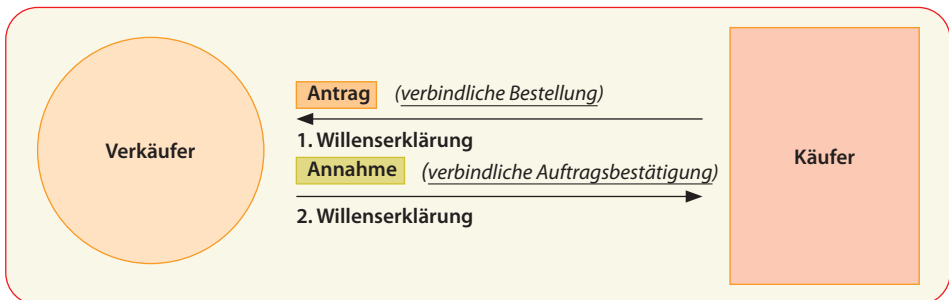 Verkäufer
Antrag (verbindliche Bestellung)
1. Willenserklärung
Annahme (verbindliche Auftragsbestätigung)
2. Willenserklärung
Käufer